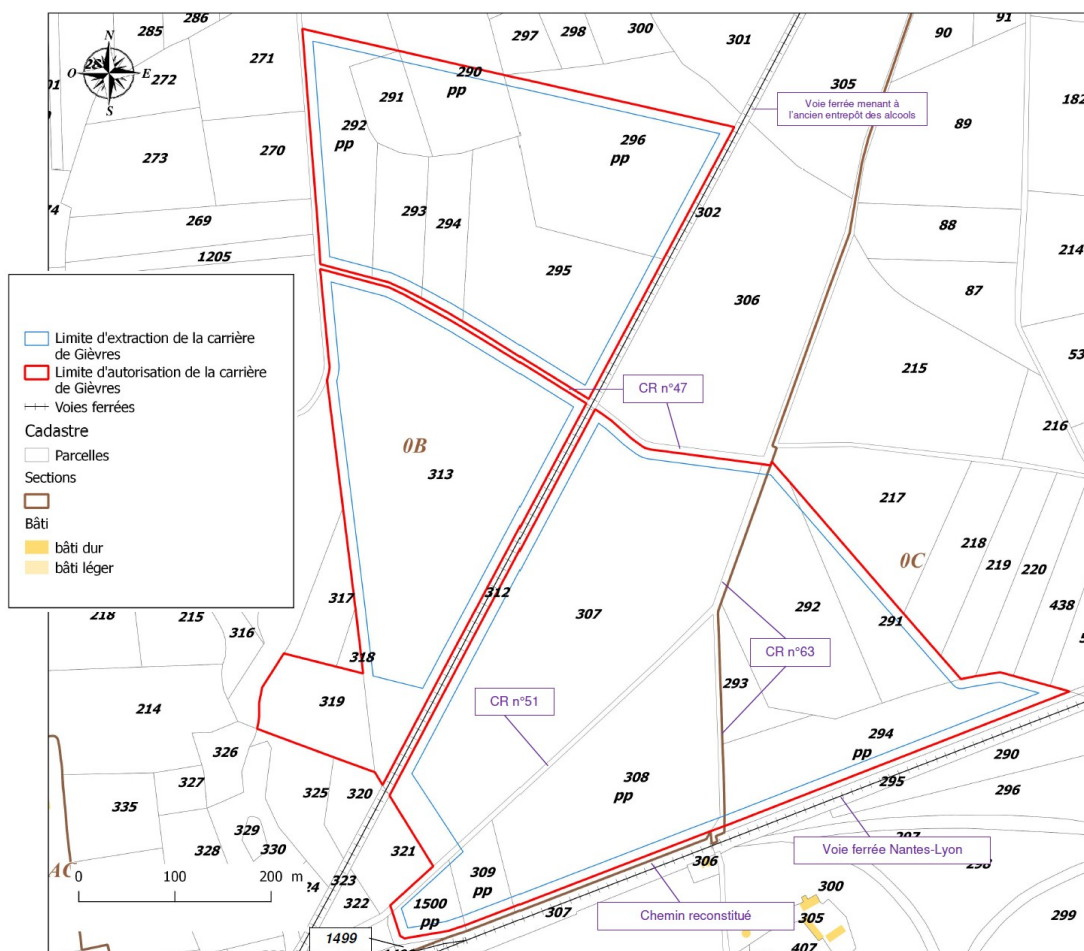 286
285
297
298
300
91
90
301
N
271
290
pp
305
O
E
272
S
291
182
Voie ferrée menant à
l'ancien entrepôt des alcools
292
pp
296
pp
89
273
270
74
269
293
294
302
88
1205
295
214
306
87
Limite d'extraction de la carrière
de Gièvres
Limite d'autorisation de la carrière
de Gièvres
Voies ferrées
Cadastre
Parcelles
Sections
Bâti
bâti dur
bâti léger
53
215
CR n°47
216
0B
313
217
218
219
220
0C
438
312
317
307
292
291
218
215
316
318
CR n°63
293
319
CR n°51
214
294
pp
326
290
308
pp
295
327
296
335
325
320
329
328
330
321
297
Voie ferrée Nantes-Lyon
298
AC
306
309
pp
0
100
200
m
24
323
322
300
1500
pp
307
Chemin reconstitué
305
299
1499
407